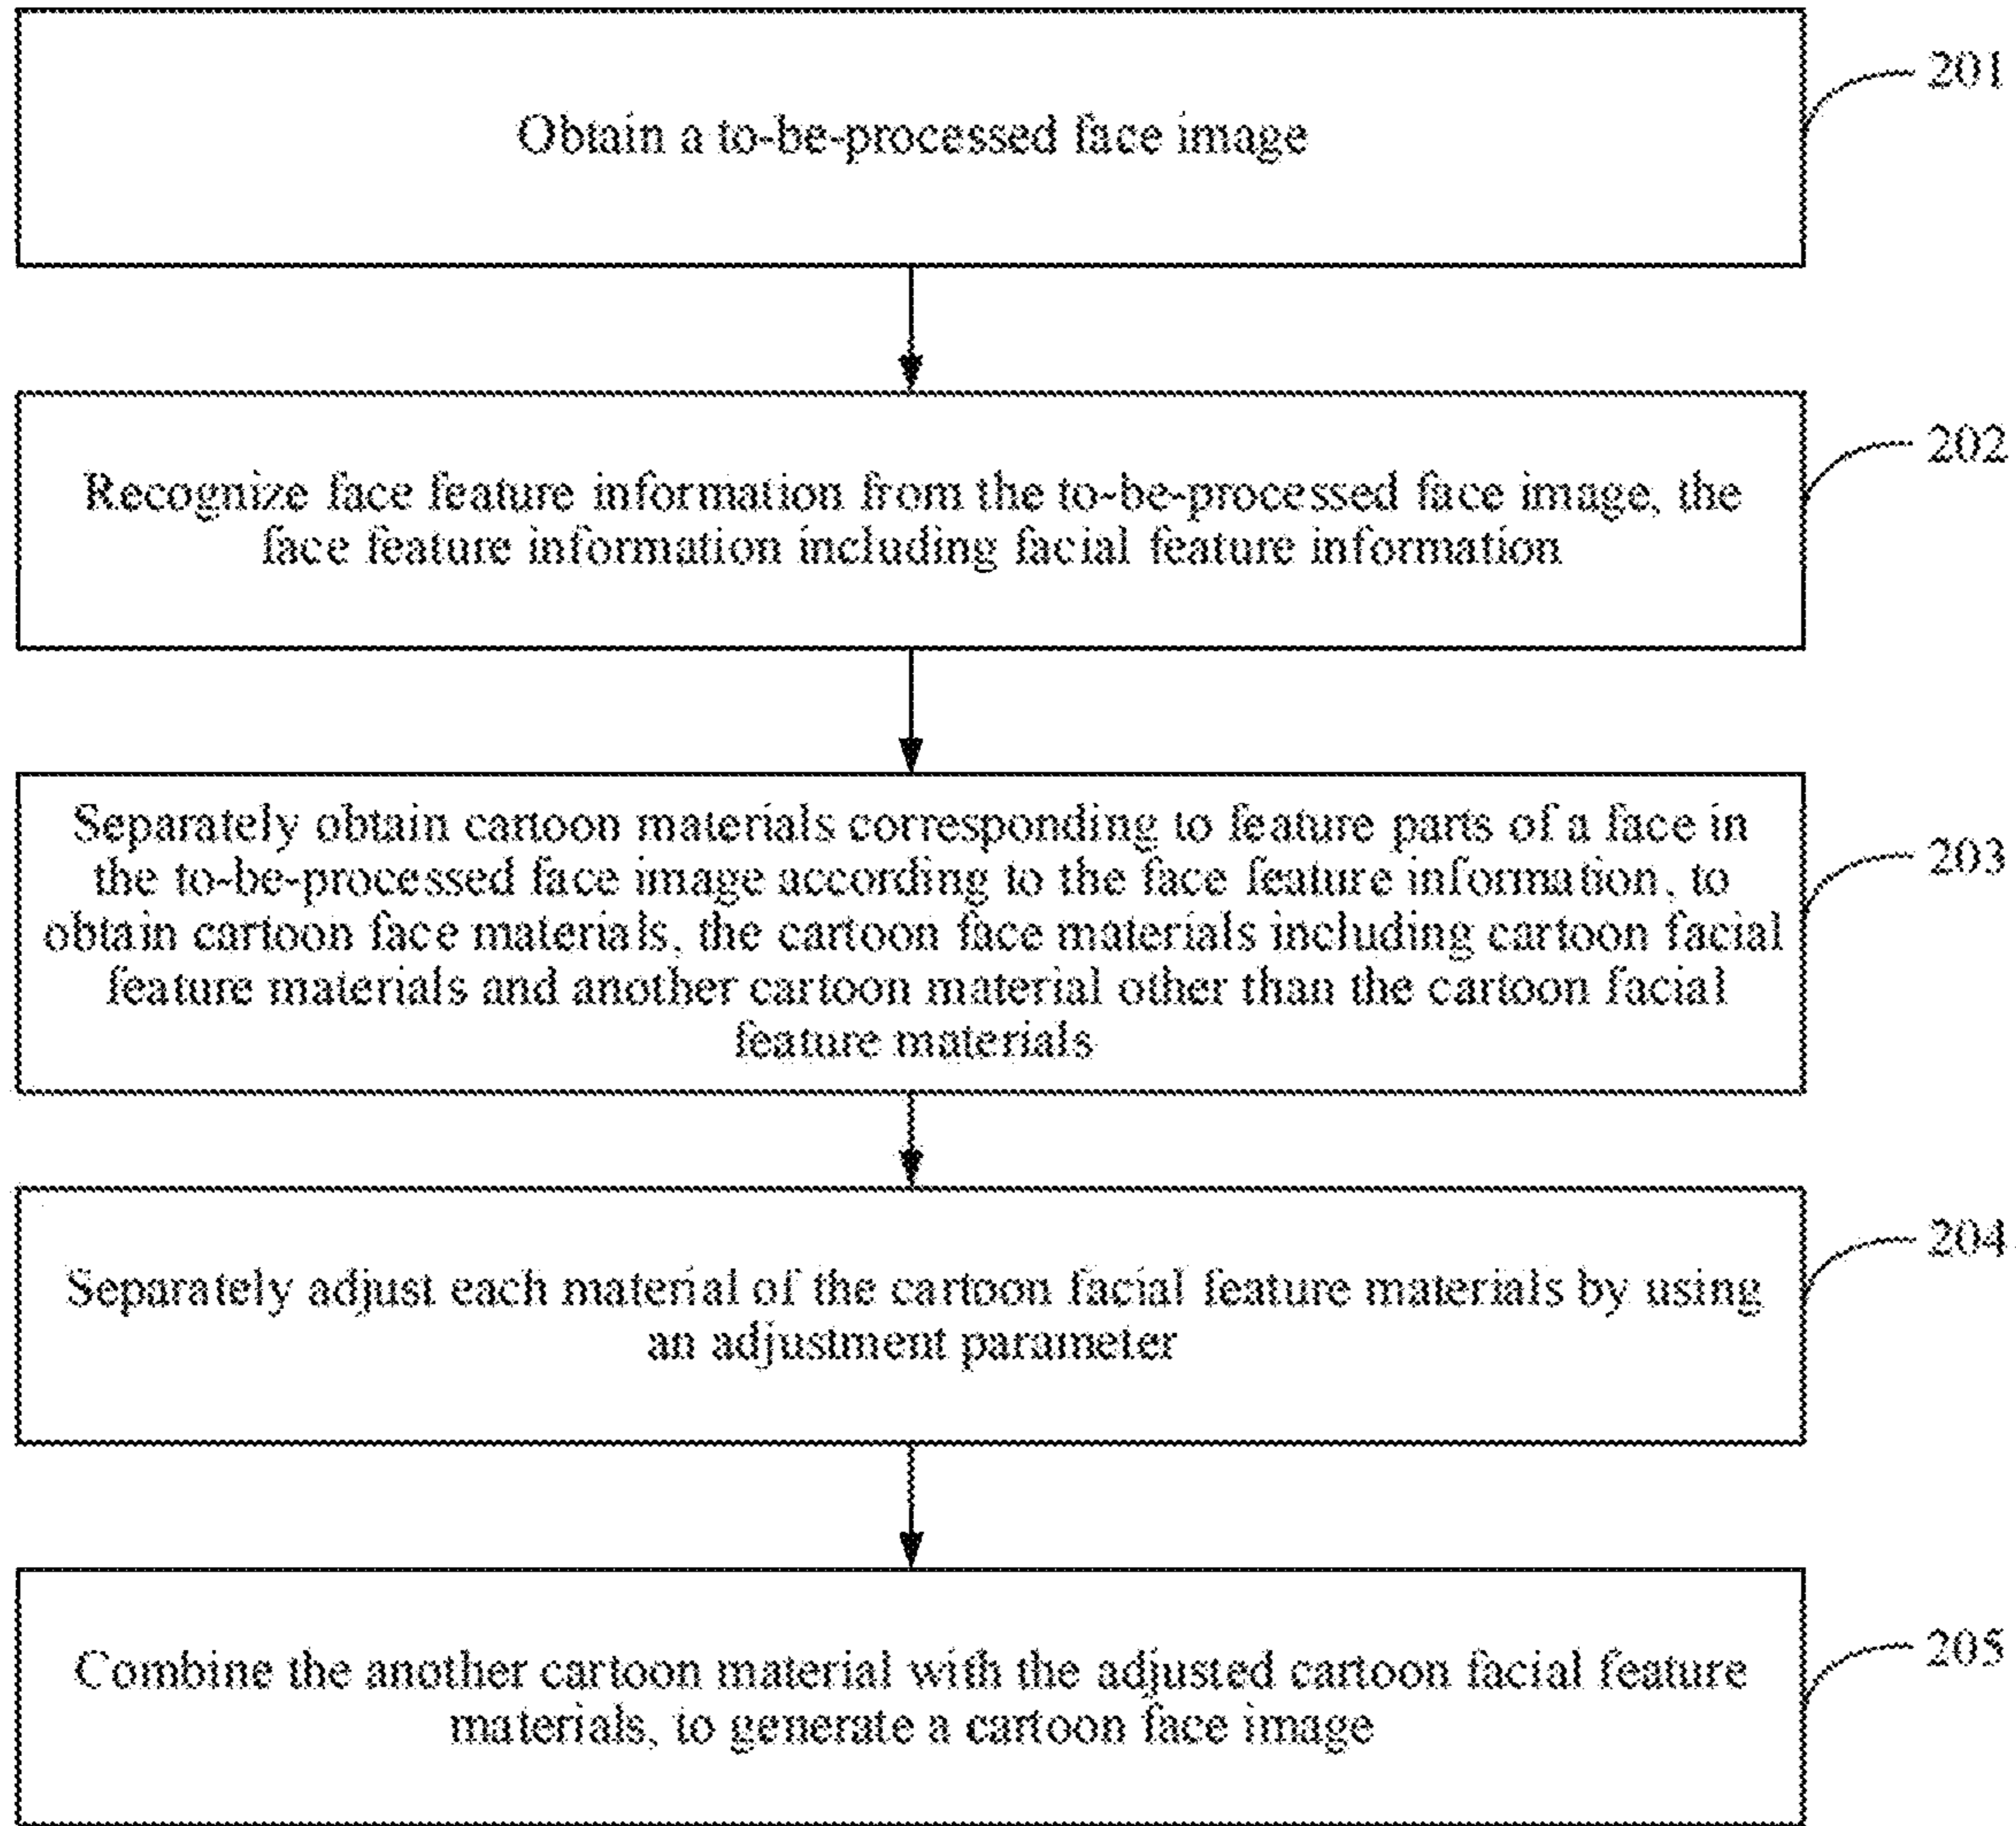 Obtain a to-be-processed face image
201
Recognize face feature information from the to-be-processed face image, the
face feature information including facial feature information
202
Separately obtain cartoon materials corresponding to feature parts of a face in
the to-be-processed face image according to the face feature information, to
obtain cartoon face materials, the cartoon face materials including cartoon facial
feature materials and another cartoon material other than the cartoon facial
feature materials
203
Separately adjust each material of the cartoon facial feature materials by using
an adjustment parameter
204
Combine the another cartoon material with the adjusted cartoon facial feature
materials, to generate a cartoon face image
205